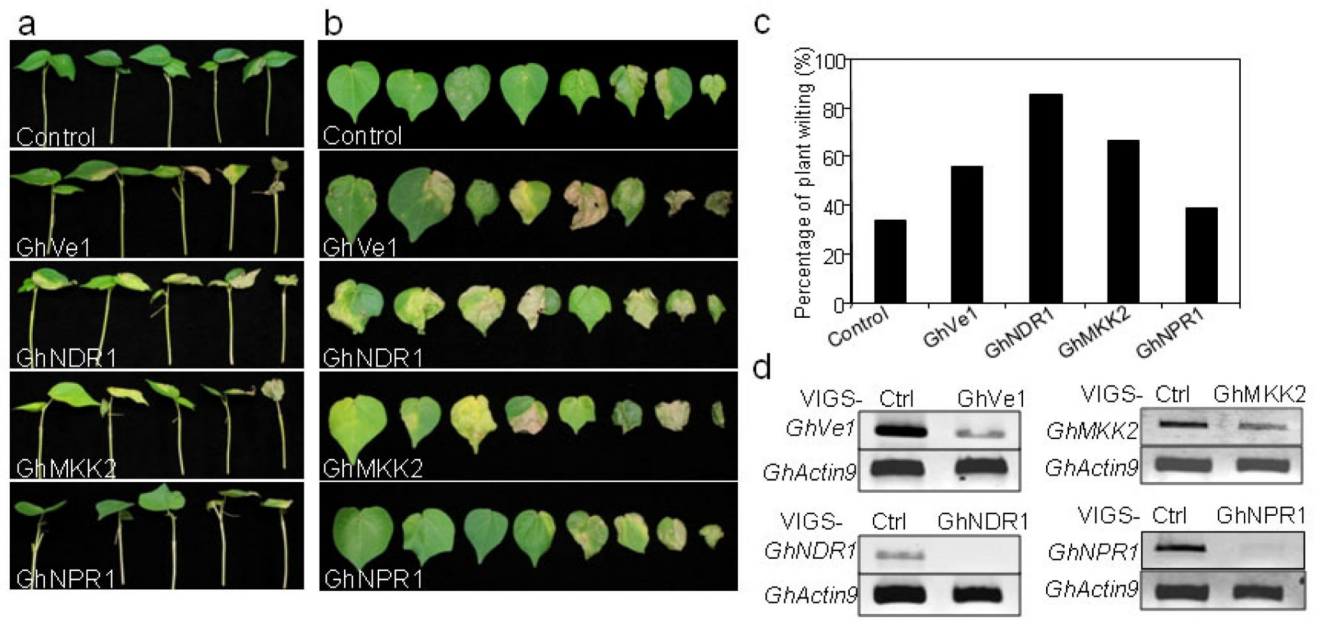 a
Control
GhVe1
GhNDR1
GhMKK2
GhNPR1
b
Control
GhVe1
GhNDR1
GhMKK2
GhNPR1
c
Percentage of plant wilting (%)
100
80
60
40
20
0
Control
GhVe1
GhNDR1
GhMKK2
GhNPR1
d
VIGS- Ctrl GhVe1
GhVe1
GhActin9
VIGS- Ctrl GhMKK2
GhMKK2
GhActin9
VIGS- Ctrl GhNDR1
GhNDR1
GhActin9
VIGS- Ctrl GhNPR1
GhNPR1
GhActin9